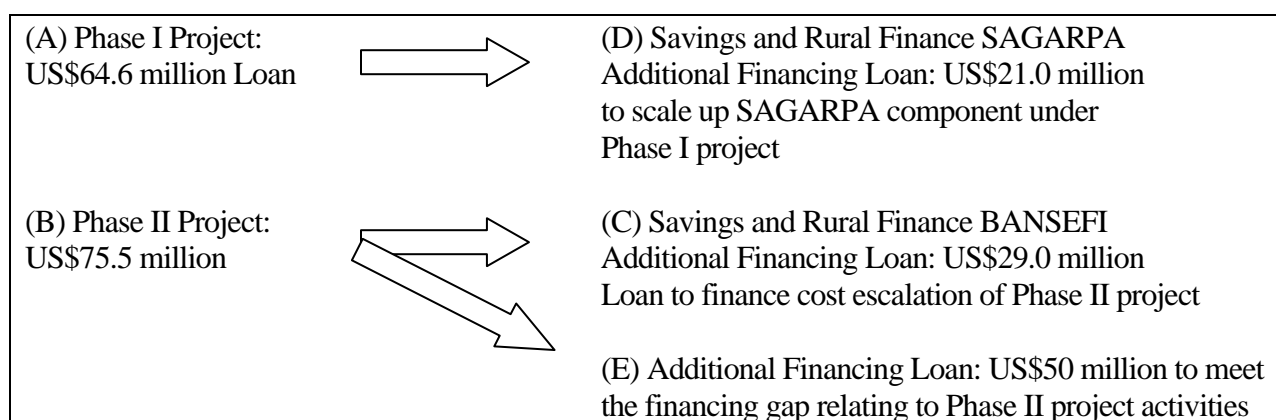 (A) Phase I Project:
US$64.6 million Loan
(D) Savings and Rural Finance SAGARPA
Additional Financing Loan: US$21.0 million
to scale up SAGARPA component under
Phase I project
(B) Phase II Project:
US$75.5 million
(C) Savings and Rural Finance BANSEFI
Additional Financing Loan: US$29.0 million
Loan to finance cost escalation of Phase II project
(E) Additional Financing Loan: US$50 million to meet
the financing gap relating to Phase II project activities